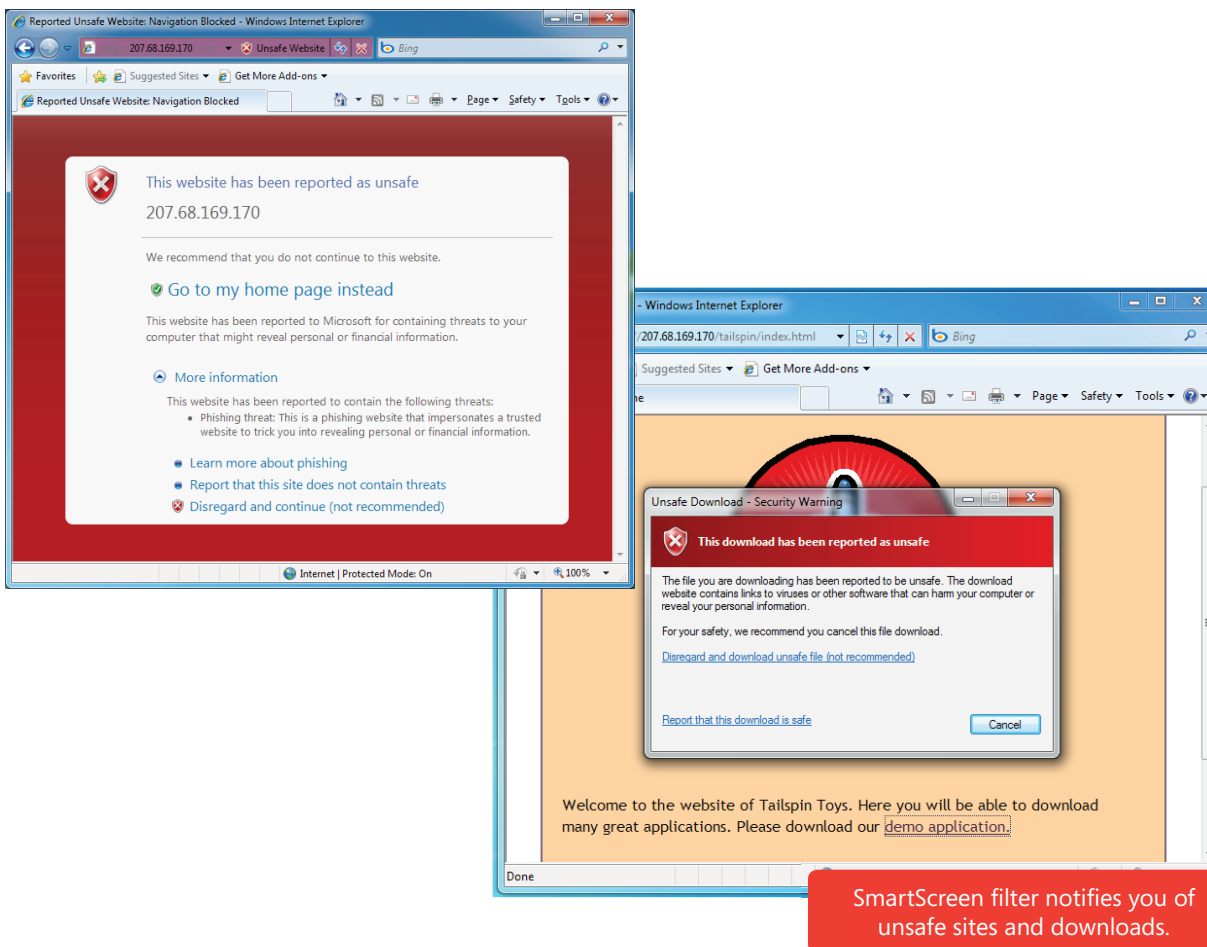 Reported Unsafe Website: Navigation Blocked - Windows Internet Explorer
207.68.169.170
Unsafe Website
Bing
Favorites
Suggested Sites
Get More Add-ons
Reported Unsafe Website: Navigation Blocked
Page
Safety
Tools
This website has been reported as unsafe
207.68.169.170
We recommend that you do not continue to this website.
Go to my home page instead
This website has been reported to Microsoft for containing threats to your
computer that might reveal personal or financial information.
More information
This website has been reported to contain the following threats:
• Phishing threat: This is a phishing website that impersonates a trusted
website to trick you into revealing personal or financial information.
Learn more about phishing
Report that this site does not contain threats
Disregard and continue (not recommended)
Internet | Protected Mode: On
100%
- Windows Internet Explorer
/207.68.169.170/tailspin/index.html
Bing
Suggested Sites
Get More Add-ons
Page
Safety
Tools
Unsafe Download - Security Warning
This download has been reported as unsafe
The file you are downloading has been reported to be unsafe. The download
website contains links to viruses or other software that can harm your computer or
reveal your personal information.
For your safety, we recommend you cancel this file download.
Disregard and download unsafe file (not recommended)
Report that this download is safe
Cancel
Welcome to the website of Tailspin Toys. Here you will be able to download
many great applications. Please download our demo application.
Done
SmartScreen filter notifies you of
unsafe sites and downloads.